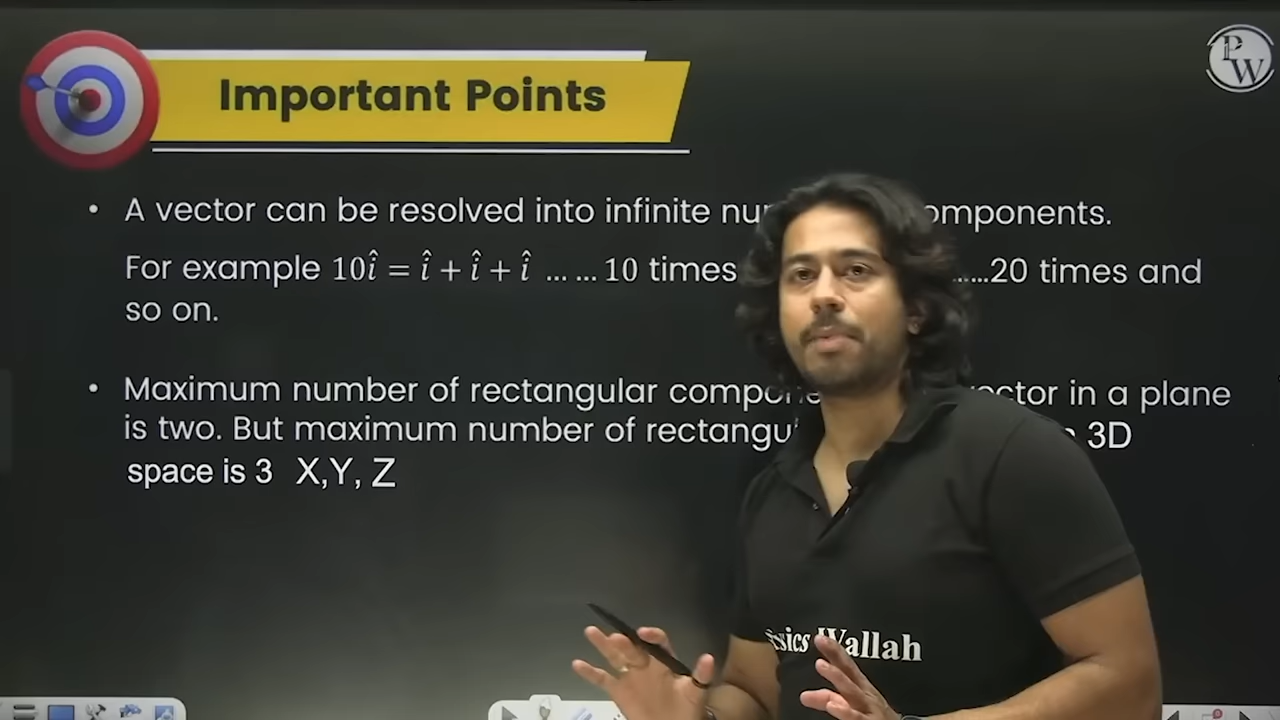 Important Points
PW
• A vector can be resolved into infinite omponents.
For example 10î = î + î + î ... ... 10 times ......20 times and
so on.
• Maximum number of rectangular compone ector in a plane
is two. But maximum number of rectangu 3D
space is 3 X,Y, Z
sics Wallah